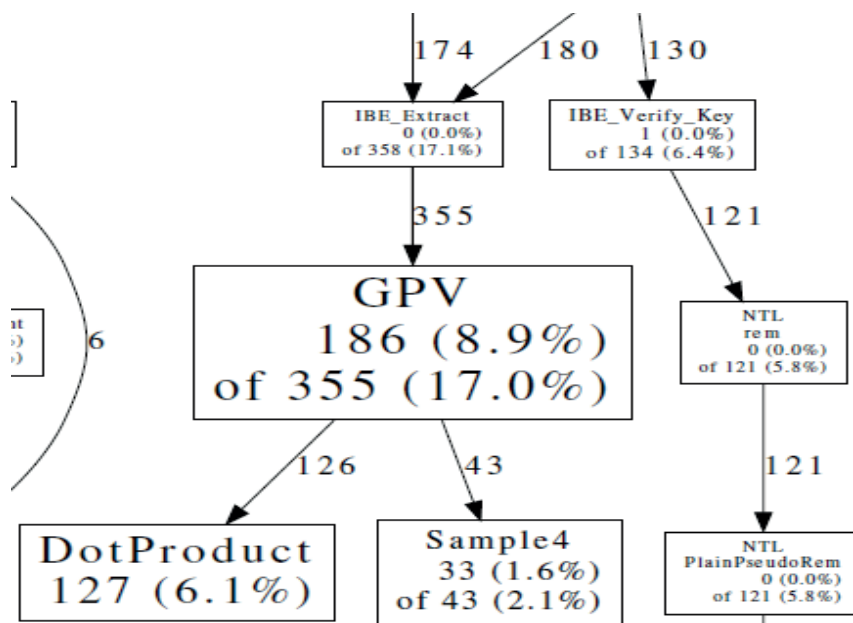 174
180
130
IBE_Extract
0 (0.0%)
of 358 (17.1%)
IBE_Verify_Key
1 (0.0%)
of 134 (6.4%)
355
121
GPV
186 (8.9%)
of 355 (17.0%)
NTL
rem
0 (0.0%)
of 121 (5.8%)
6
126
43
121
DotProduct
127 (6.1%)
Sample4
33 (1.6%)
of 43 (2.1%)
NTL
PlainPseudoRem
0 (0.0%)
of 121 (5.8%)